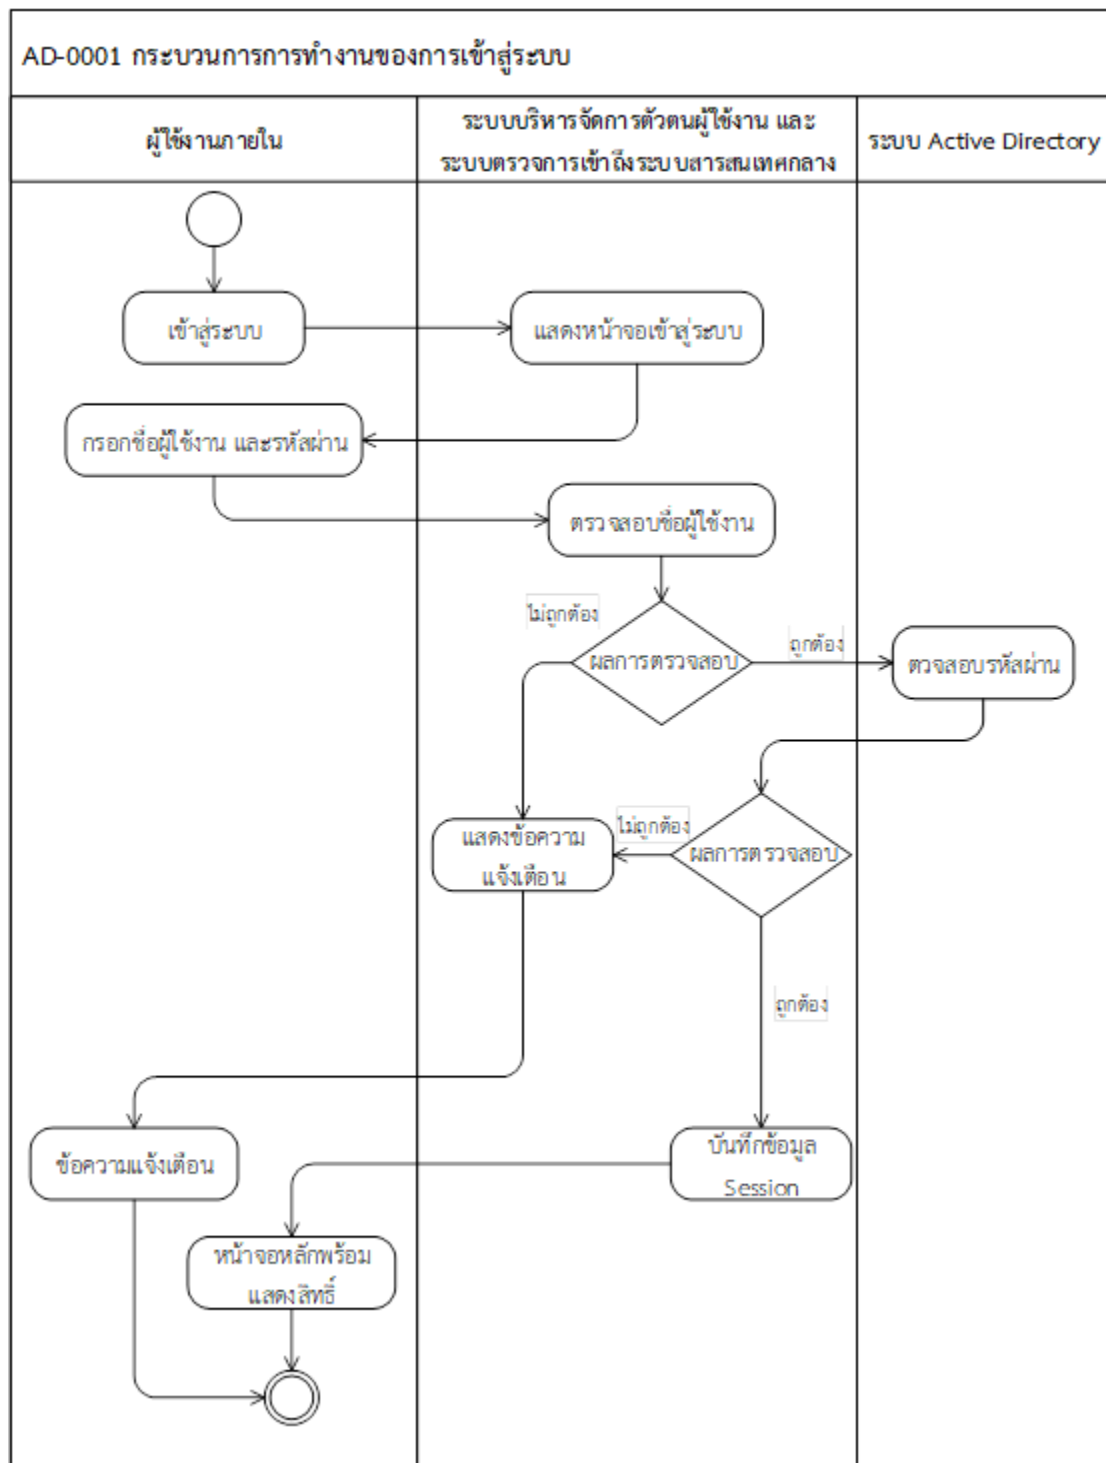 AD-0001 กระบวนการการทำงานของการเข้าสู่ระบบ
ผู้ใช้งานภายใน
ระบบบริหารจัดการตัวตนผู้ใช้งาน และ
ระบบตรวจการเข้าถึงระบบสารสนเทศกลาง
ระบบ Active Directory
เข้าสู่ระบบ
แสดงหน้าจอเข้าสู่ระบบ
กรอกชื่อผู้ใช้งาน และรหัสผ่าน
ตรวจสอบชื่อผู้ใช้งาน
ไม่ถูกต้อง
ผลการตรวจสอบ
ถูกต้อง
ตวจสอบรหัสผ่าน
แสดงข้อความ
แจ้งเตือน
ไม่ถูกต้อง
ผลการตรวจสอบ
ถูกต้อง
ข้อความแจ้งเตือน
บันทึกข้อมูล
Session
หน้าจอหลักพร้อม
แสดงสิทธิ์